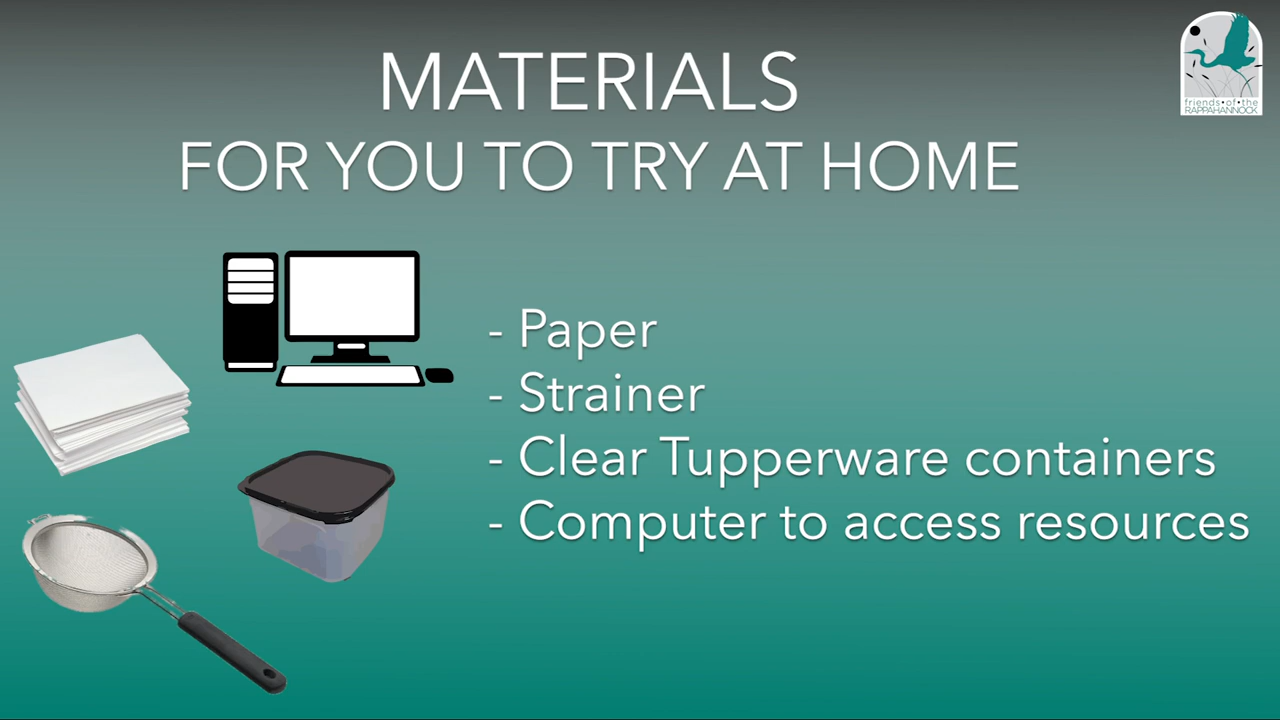 MATERIALS
FOR YOU TO TRY AT HOME
friends•of•the
RAPPAHANNOCK
- Paper
- Strainer
- Clear Tupperware containers
- Computer to access resources